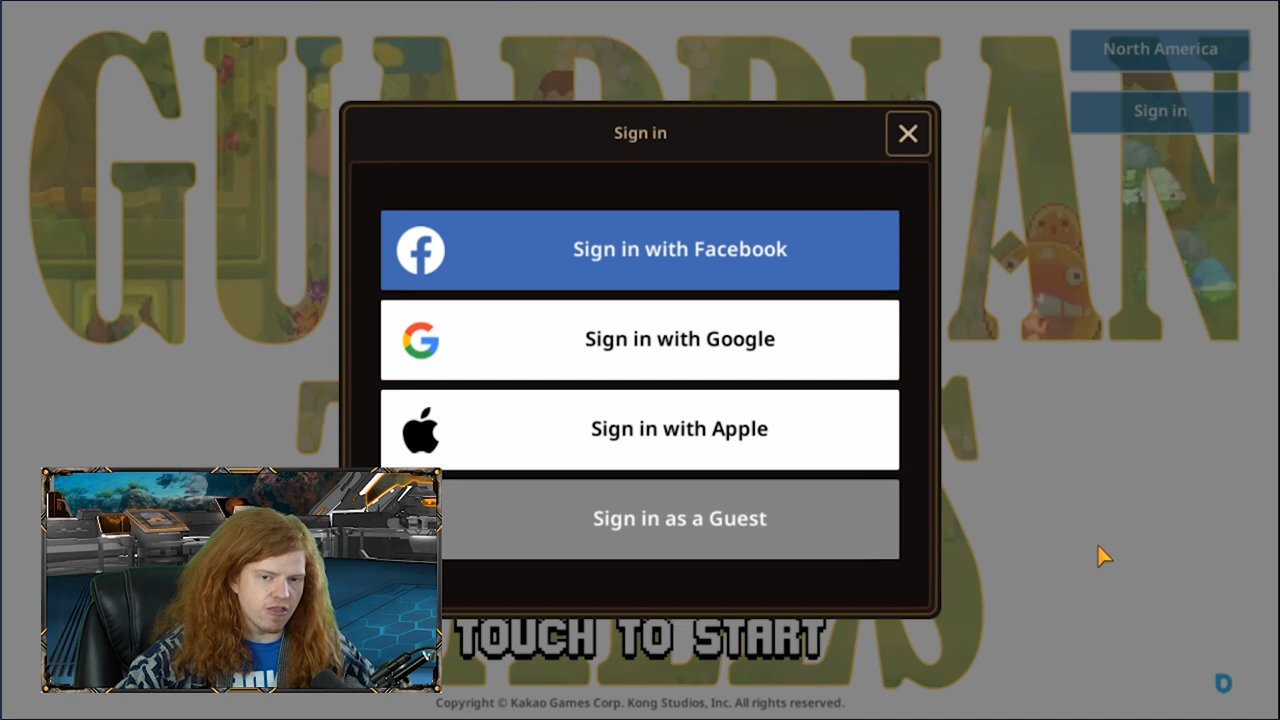 GUARDIAN
North America
Sign in
Sign in
Sign in with Facebook
Sign in with Google
Sign in with Apple
Sign in as a Guest
TOUCH TO START
Copyright © Kakao Games Corp. Kong Studios, Inc. All rights reserved.